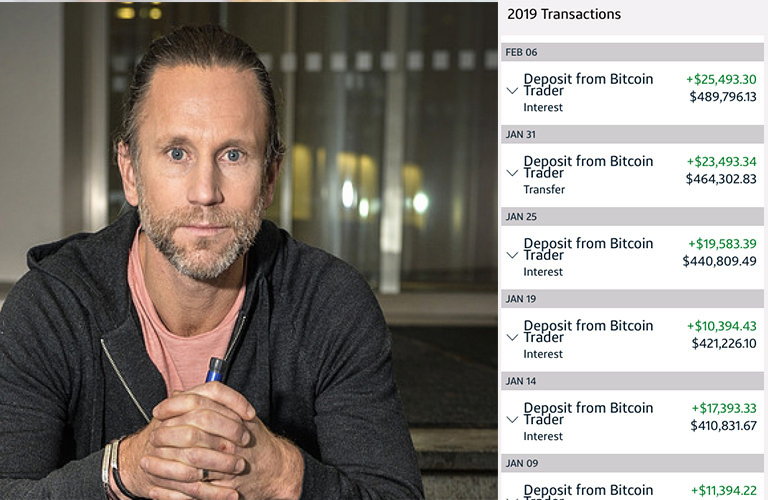 2019 Transactions
FEB 06
Deposit from Bitcoin +$25,493.30
Trader $489,796.13
Interest
JAN 31
Deposit from Bitcoin +$23,493.34
Trader $464,302.83
Transfer
JAN 25
Deposit from Bitcoin +$19,583.39
Trader $440,809.49
Interest
JAN 19
Deposit from Bitcoin +$10,394.43
Trader $421,226.10
Interest
JAN 14
Deposit from Bitcoin +$17,393.33
Trader $410,831.67
Interest
JAN 09
Deposit from Bitcoin +$11,394.22
Trader